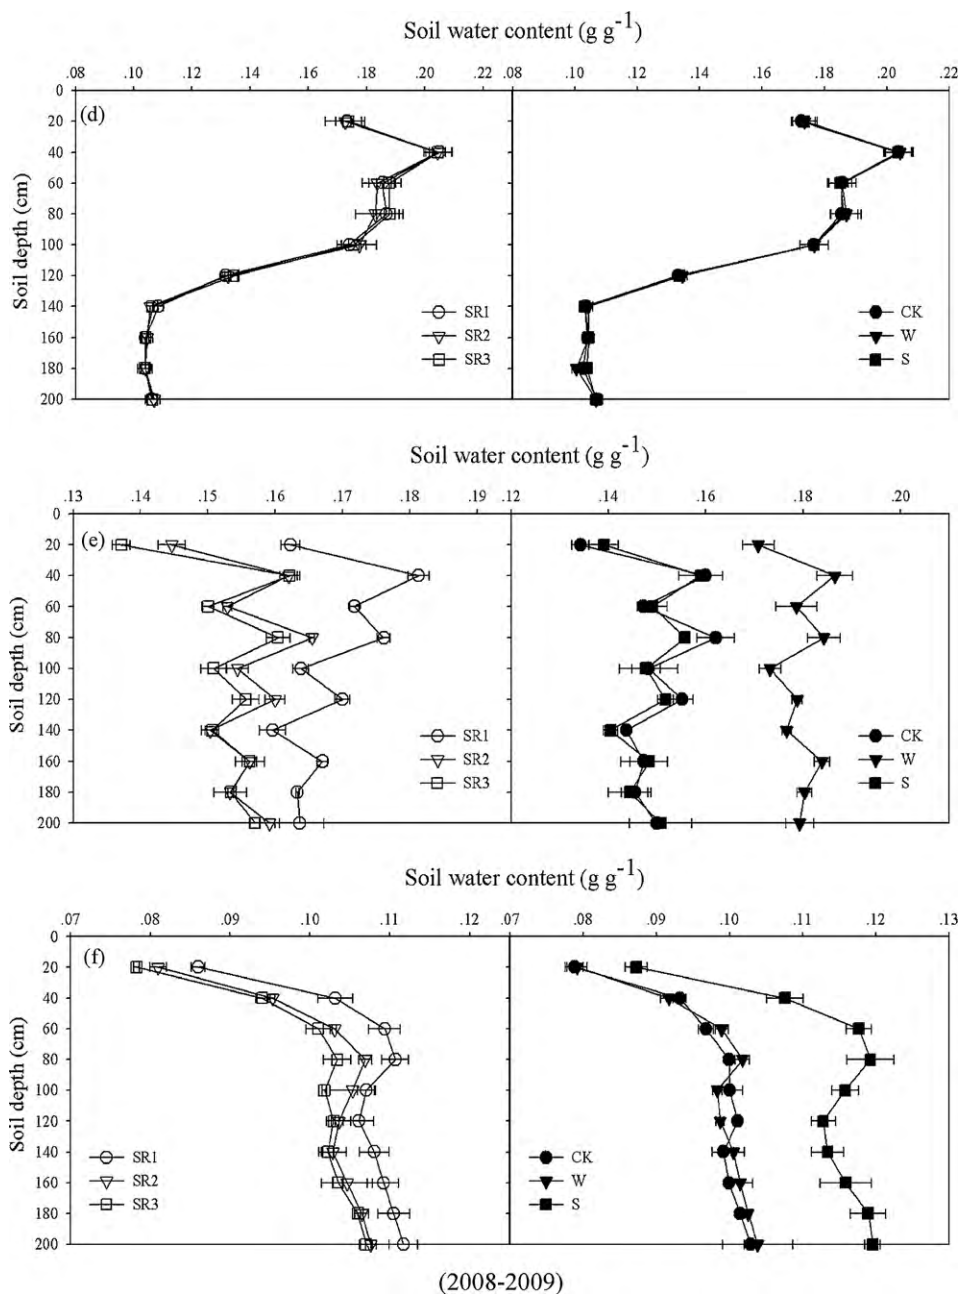 Soil water content (g g-1)
.08 .10 .12 .14 .16 .18 .20 .22 .08 .10 .12 .14 .16 .18 .20 .22
0
(d)
20
40
60
80
100
120
140
160
180
200
Soil depth (cm)
SR1
SR2
SR3
CK
W
S
Soil water content (g g-1)
.13 .14 .15 .16 .17 .18 .19 .12 .14 .16 .18 .20
0
(e)
20
40
60
80
100
120
140
160
180
200
Soil depth (cm)
SR1
SR2
SR3
CK
W
S
Soil water content (g g-1)
.07 .08 .09 .10 .11 .12 .07 .08 .09 .10 .11 .12 .13
0
(f)
20
40
60
80
100
120
140
160
180
200
Soil depth (cm)
SR1
SR2
SR3
CK
W
S
(2008-2009)